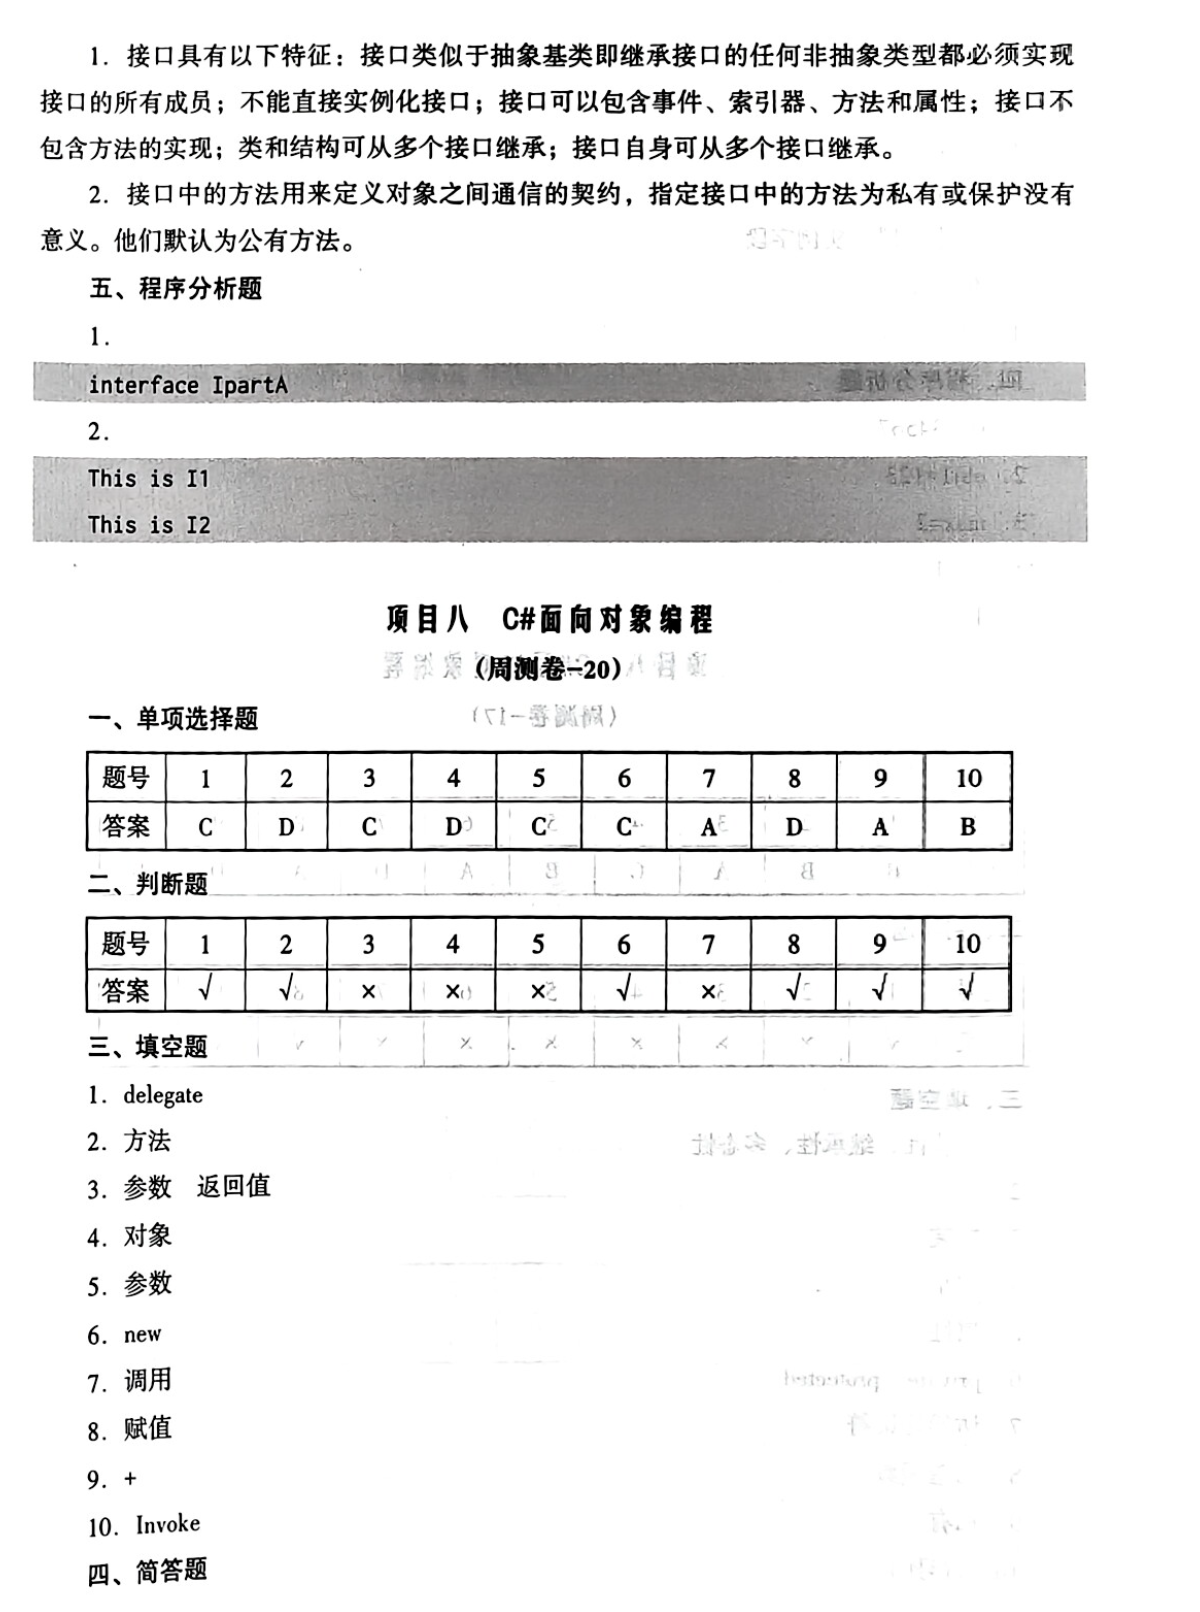 1. 接口具有以下特征：接口类似于抽象基类即继承接口的任何非抽象类型都必须实现
接口的所有成员；不能直接实例化接口；接口可以包含事件、索引器、方法和属性；接口不
包含方法的实现；类和结构可从多个接口继承；接口自身可从多个接口继承。
2. 接口中的方法用来定义对象之间通信的契约，指定接口中的方法为私有或保护没有
意义。他们默认为公有方法。
五、程序分析题
1.
interface IpartA
2.
This is I1
This is I2
项目八 C#面向对象编程
（周测卷-20）
一、单项选择题
题号 1 2 3 4 5 6 7 8 9 10
答案 C D C D C C A D A B
二、判断题
题号 1 2 3 4 5 6 7 8 9 10
答案 √ √ × × × √ × √ √ √
三、填空题
1. delegate
2. 方法
3. 参数 返回值
4. 对象
5. 参数
6. new
7. 调用
8. 赋值
9. +
10. Invoke
四、简答题